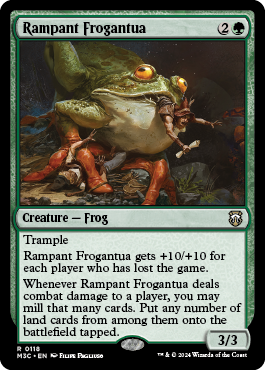 Rampant Frogantua 2
Creature — Frog
Trample
Rampant Frogantua gets +10/+10 for
each player who has lost the game.
Whenever Rampant Frogantua deals
combat damage to a player, you may
mill that many cards. Put any number of
land cards from among them onto the
battlefield tapped.
3/3
R 0118
M3C • EN Filipe Pagliuso
™ & © 2024 Wizards of the Coast